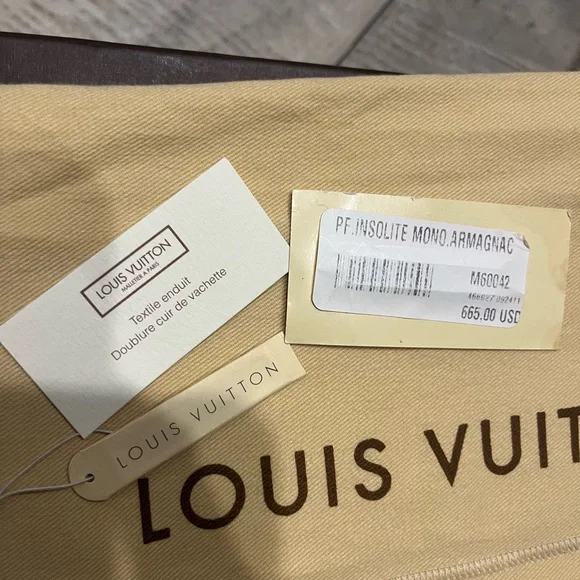 LOUIS VUITTON
MALLETIER A PARIS
Textile enduit
Doublure cuir de vachette
PF.INSOLITE MONO.ARMAGNAC
M60042
665.00 USD
LOUIS VUITTON
LOUIS VUIT